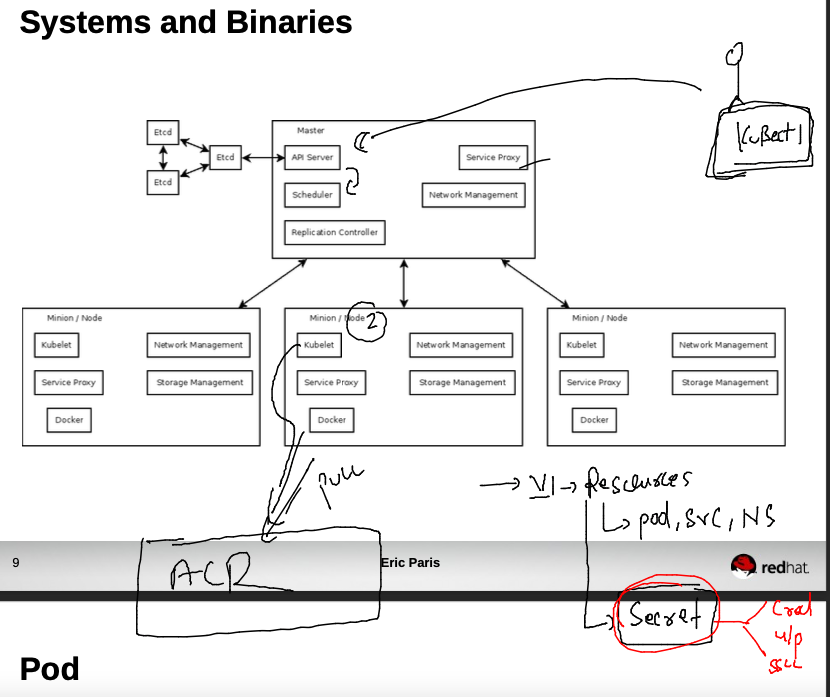 Systems and Binaries
Kubectl
Master
Etcd
Etcd
Etcd
API Server
Service Proxy
Scheduler
Network Management
Replication Controller
Minion / Node
Kubelet
Network Management
Service Proxy
Storage Management
Docker
Minion / Node
2
Kubelet
Network Management
Service Proxy
Storage Management
Docker
Minion / Node
Kubelet
Network Management
Service Proxy
Storage Management
Docker
pull
V1 → Resources
pod, svc, NS
Secret
u/p
9
Eric Paris
redhat.
ACR
Pod